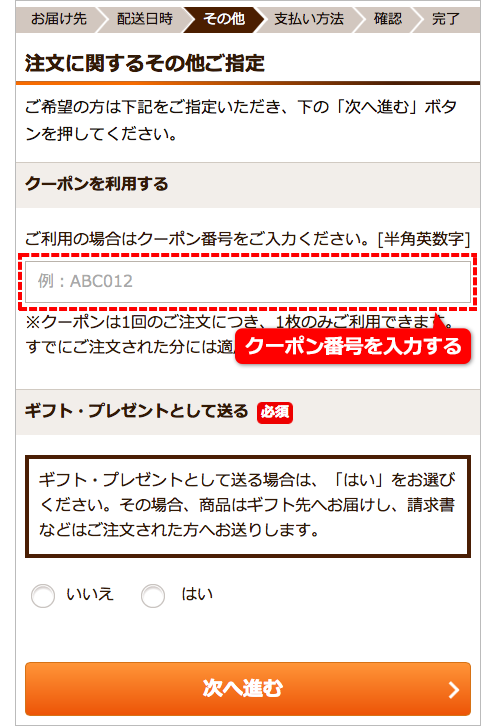 お届け先 配送日時 その他 支払い方法 確認 完了
注文に関するその他ご指定
ご希望の方は下記をご指定いただき、下の「次へ進む」ボタ
ンを押してください。
クーポンを利用する
ご利用の場合はクーポン番号をご入力ください。[半角英数字]
例：ABC012
※クーポンは1回のご注文につき、1枚のみご利用できます。
すでにご注文された分には適
クーポン番号を入力する
ギフト・プレゼントとして送る 必須
ギフト・プレゼントとして送る場合は、「はい」をお選び
ください。その場合、商品はギフト先へお届けし、請求書
などはご注文された方へお送りします。
いいえ はい
次へ進む